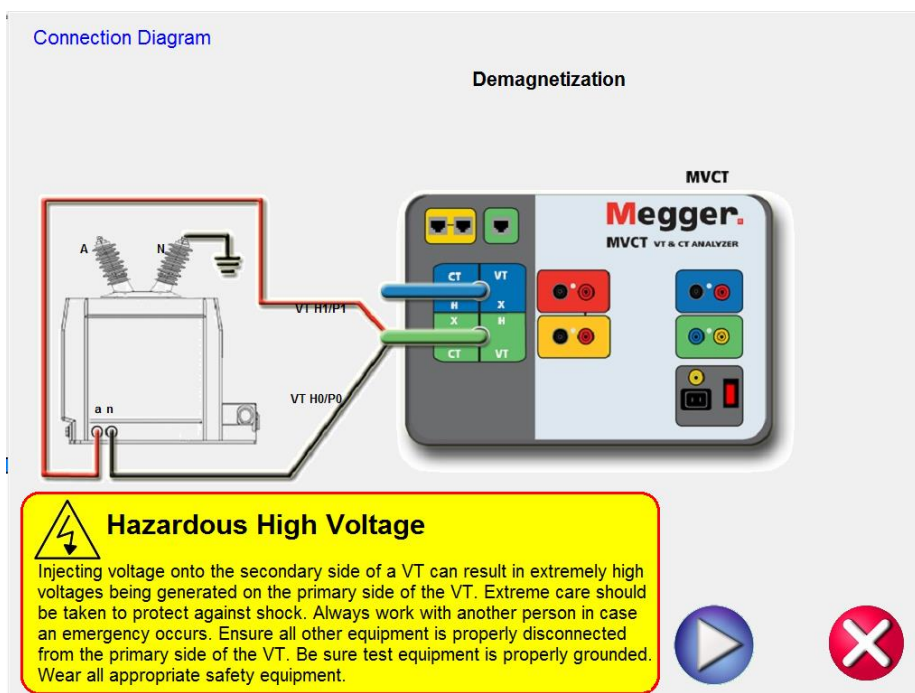 Connection Diagram
Demagnetization
MVCT
Megger.
MVCT VT & CT ANALYZER
A
N
CT VT
H X
X H
CT VT
VT H1/P1
VT H0/P0
a n
Hazardous High Voltage
Injecting voltage onto the secondary side of a VT can result in extremely high
voltages being generated on the primary side of the VT. Extreme care should
be taken to protect against shock. Always work with another person in case
an emergency occurs. Ensure all other equipment is properly disconnected
from the primary side of the VT. Be sure test equipment is properly grounded.
Wear all appropriate safety equipment.